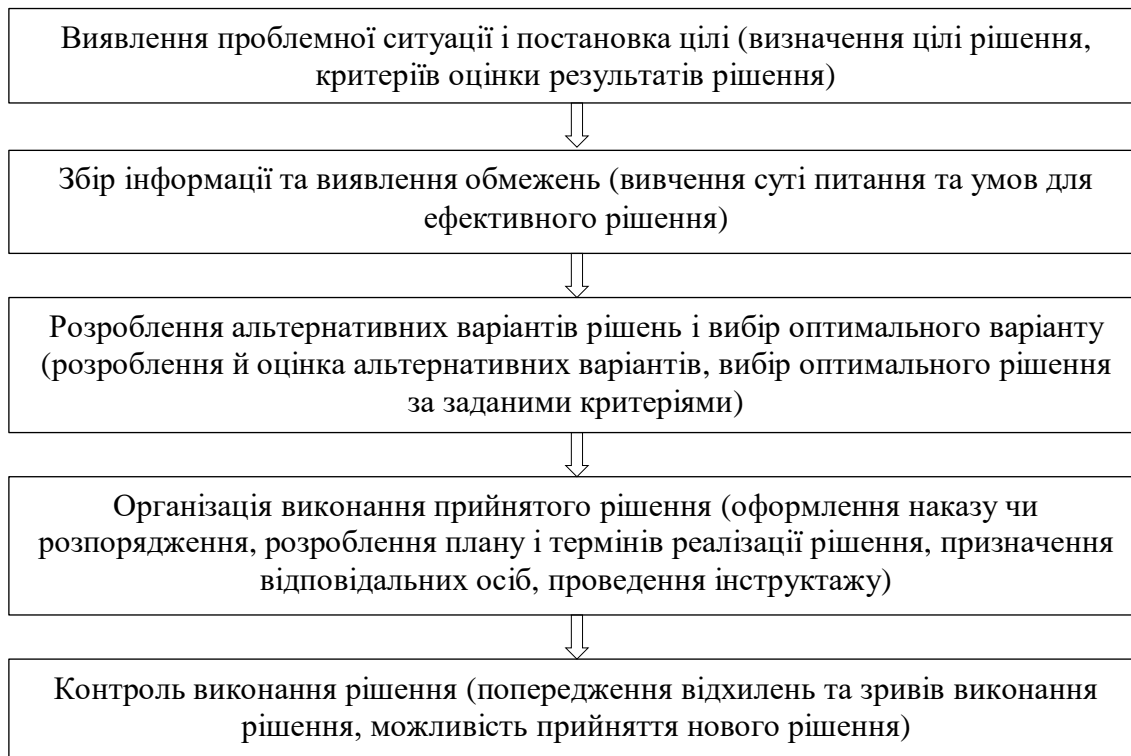 Виявлення проблемної ситуації і постановка цілі (визначення цілі рішення,
критеріїв оцінки результатів рішення)
Збір інформації та виявлення обмежень (вивчення суті питання та умов для
ефективного рішення)
Розроблення альтернативних варіантів рішень і вибір оптимального варіанту
(розроблення й оцінка альтернативних варіантів, вибір оптимального рішення
за заданими критеріями)
Організація виконання прийнятого рішення (оформлення наказу чи
розпорядження, розроблення плану і термінів реалізації рішення, призначення
відповідальних осіб, проведення інструктажу)
Контроль виконання рішення (попередження відхилень та зривів виконання
рішення, можливість прийняття нового рішення)